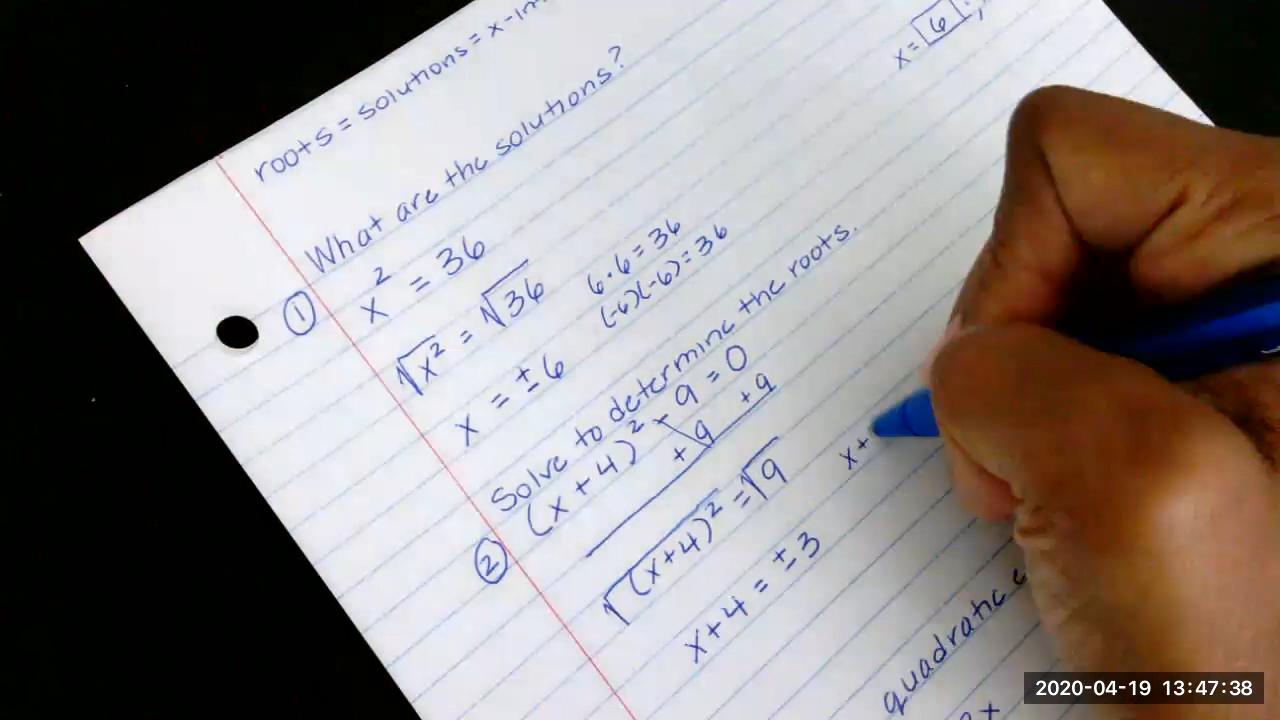 roots = solutions = x-in
x = 6 ;
What are the solutions?
① x² = 36
√x² = √36
6·6 = 36
(-6)(-6) = 36
x = ±6
Solve to determine the roots.
② (x + 4)² - 9 = 0
+9 +9
√(x+4)² = √9
x+4 = ±3
x+
quadratic
2020-04-19 13:47:38